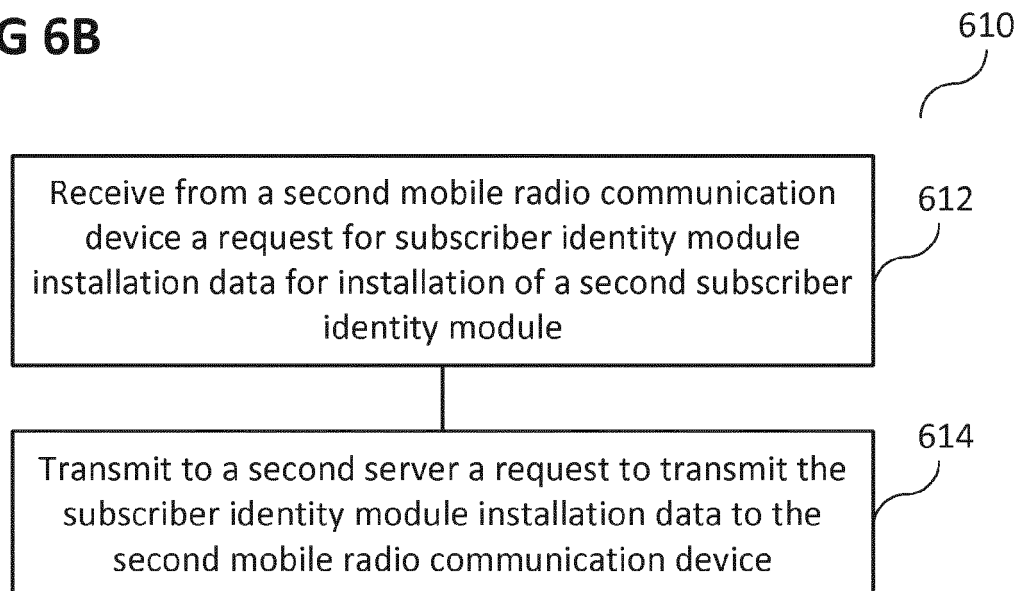 G 6B
610
Receive from a second mobile radio communication
device a request for subscriber identity module
installation data for installation of a second subscriber
identity module
612
Transmit to a second server a request to transmit the
subscriber identity module installation data to the
second mobile radio communication device
614